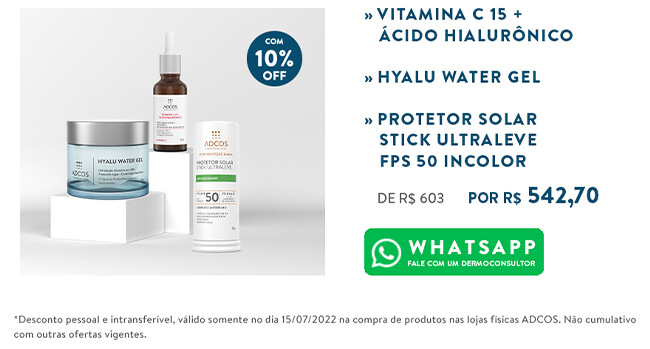 COM
10%
OFF
» VITAMINA C 15 +
ÁCIDO HIALURÔNICO
» HYALU WATER GEL
» PROTETOR SOLAR
STICK ULTRALEVE
FPS 50 INCOLOR
DE R$ 603 POR R$ 542,70
WHATSAPP
FALE COM UM DERMOCONSULTOR
ADCOS
VITAMINA C 15 +
HYALU WATER GEL
ADCOS
ADCOS
PROTETOR SOLAR
STICK ULTRALEVE
50
*Desconto pessoal e intransferível, válido somente no dia 15/07/2022 na compra de produtos nas lojas físicas ADCOS. Não cumulativo
com outras ofertas vigentes.